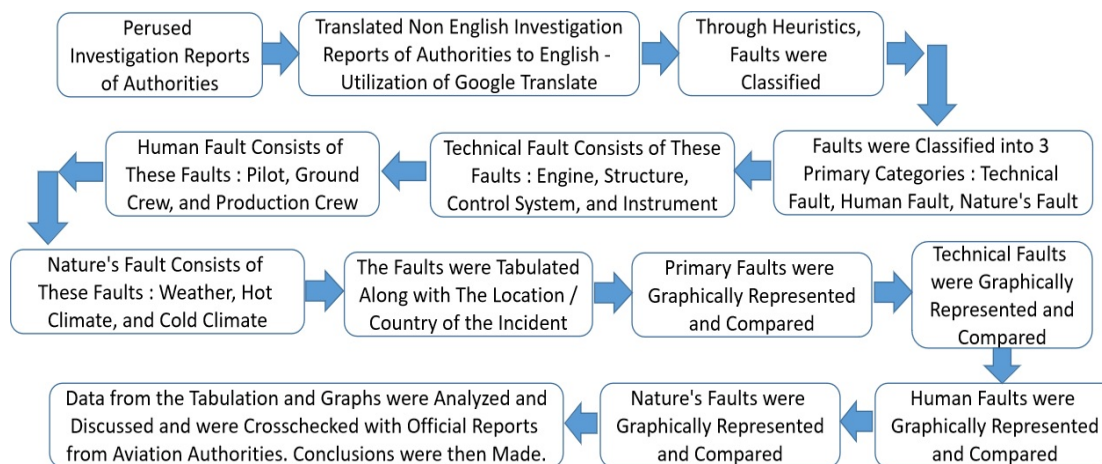 Perused
Investigation Reports
of Authorities
Translated Non English Investigation
Reports of Authorities to English -
Utilization of Google Translate
Through Heuristics,
Faults were
Classified
Faults were Classified into 3
Primary Categories : Technical
Fault, Human Fault, Nature's Fault
Technical Fault Consists of These
Faults : Engine, Structure,
Control System, and Instrument
Human Fault Consists of
These Faults : Pilot, Ground
Crew, and Production Crew
Nature's Fault Consists of
These Faults : Weather, Hot
Climate, and Cold Climate
The Faults were Tabulated
Along with The Location /
Country of the Incident
Primary Faults were
Graphically Represented
and Compared
Technical Faults
were Graphically
Represented and
Compared
Human Faults were
Graphically Represented
and Compared
Nature's Faults were
Graphically Represented
and Compared
Data from the Tabulation and Graphs were Analyzed and
Discussed and were Crosschecked with Official Reports
from Aviation Authorities. Conclusions were then Made.